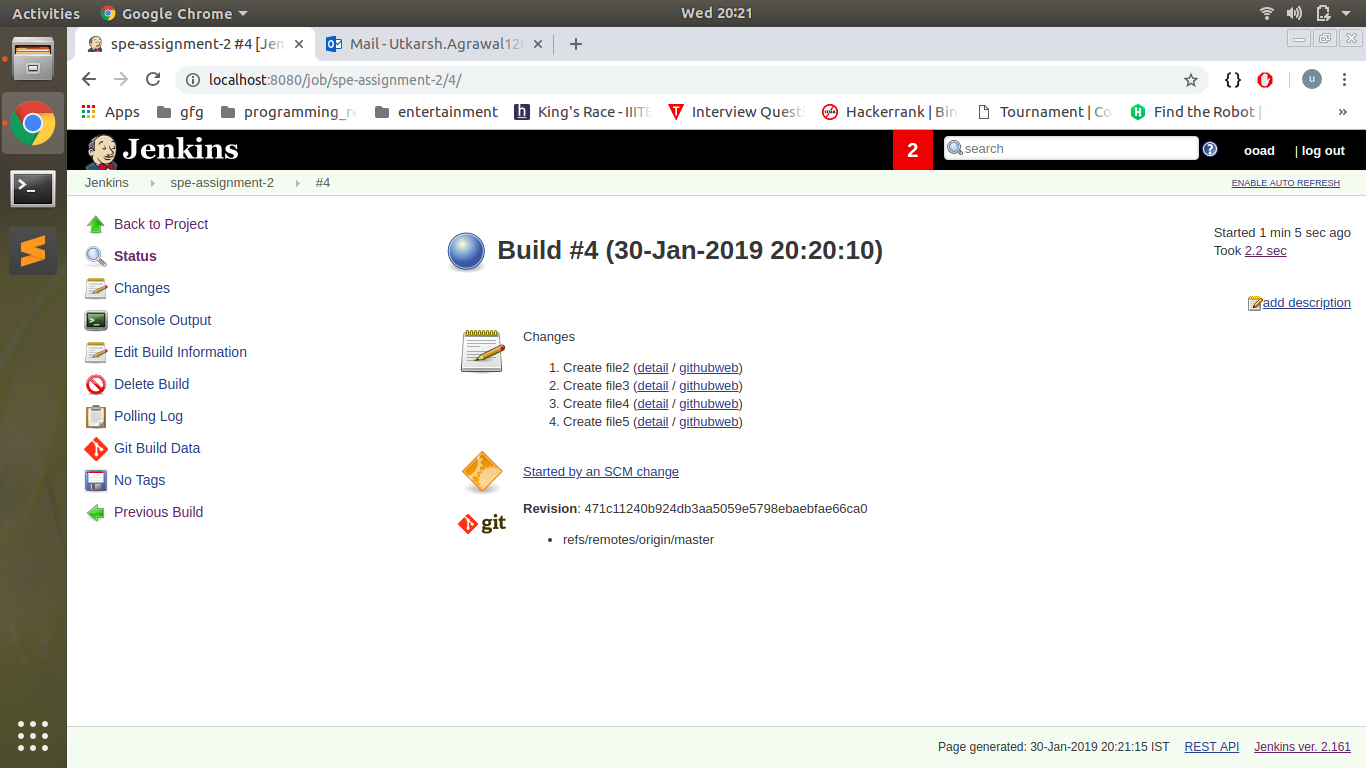 Activities Google Chrome Wed 20:21
spe-assignment-2 #4 [Jen Mail - Utkarsh.Agrawal128
localhost:8080/job/spe-assignment-2/4/ u
Apps gfg programming_re entertainment King's Race - IIITB Interview Quest Hackerrank | Bin Tournament | Co Find the Robot | »
Jenkins 2 search ? ooad | log out
Jenkins spe-assignment-2 #4 ENABLE AUTO REFRESH
Back to Project
Status
Changes
Console Output
Edit Build Information
Delete Build
Polling Log
Git Build Data
No Tags
Previous Build
Build #4 (30-Jan-2019 20:20:10)
Started 1 min 5 sec ago
Took 2.2 sec
add description
Changes
1. Create file2 (detail / githubweb)
2. Create file3 (detail / githubweb)
3. Create file4 (detail / githubweb)
4. Create file5 (detail / githubweb)
Started by an SCM change
git
Revision: 471c11240b924db3aa5059e5798ebaebfae66ca0
• refs/remotes/origin/master
Page generated: 30-Jan-2019 20:21:15 IST REST API Jenkins ver. 2.161